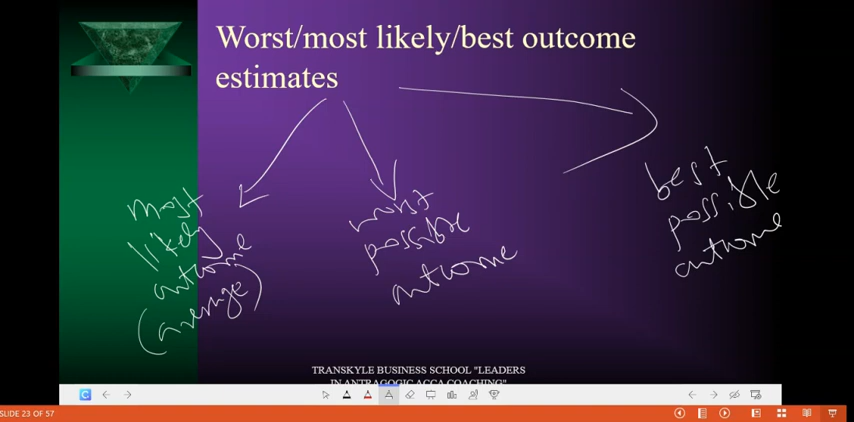 Worst/most likely/best outcome
estimates
most
likely
outcome
(average)
possible
outcome
best
possible
outcome
TRANSKYLE BUSINESS SCHOOL "LEADERS
IN ANTRAGOGIC ACCA COACHING"
SLIDE 23 OF 57